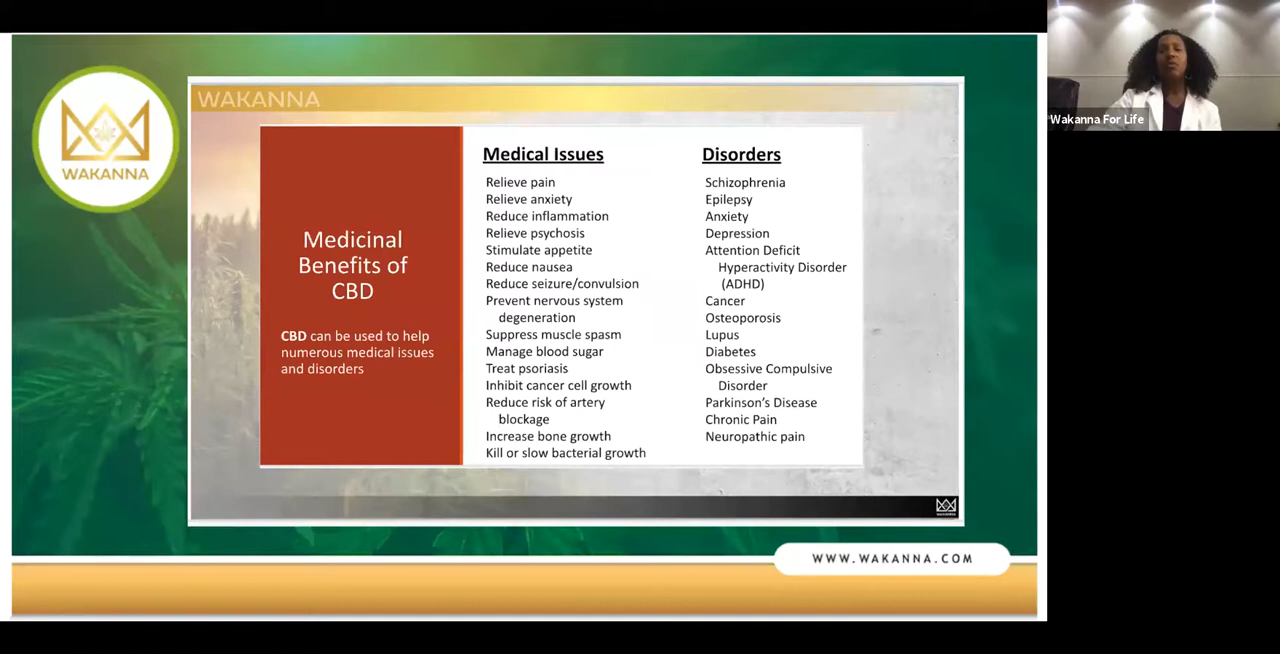 WAKANNA
WAKANNA
Medicinal
Benefits of
CBD
CBD can be used to help
numerous medical issues
and disorders
Medical Issues
Relieve pain
Relieve anxiety
Reduce inflammation
Relieve psychosis
Stimulate appetite
Reduce nausea
Reduce seizure/convulsion
Prevent nervous system
degeneration
Suppress muscle spasm
Manage blood sugar
Treat psoriasis
Inhibit cancer cell growth
Reduce risk of artery
blockage
Increase bone growth
Kill or slow bacterial growth
Disorders
Schizophrenia
Epilepsy
Anxiety
Depression
Attention Deficit
Hyperactivity Disorder
(ADHD)
Cancer
Osteoporosis
Lupus
Diabetes
Obsessive Compulsive
Disorder
Parkinson's Disease
Chronic Pain
Neuropathic pain
WWW.WAKANNA.COM
Wakanna For Life